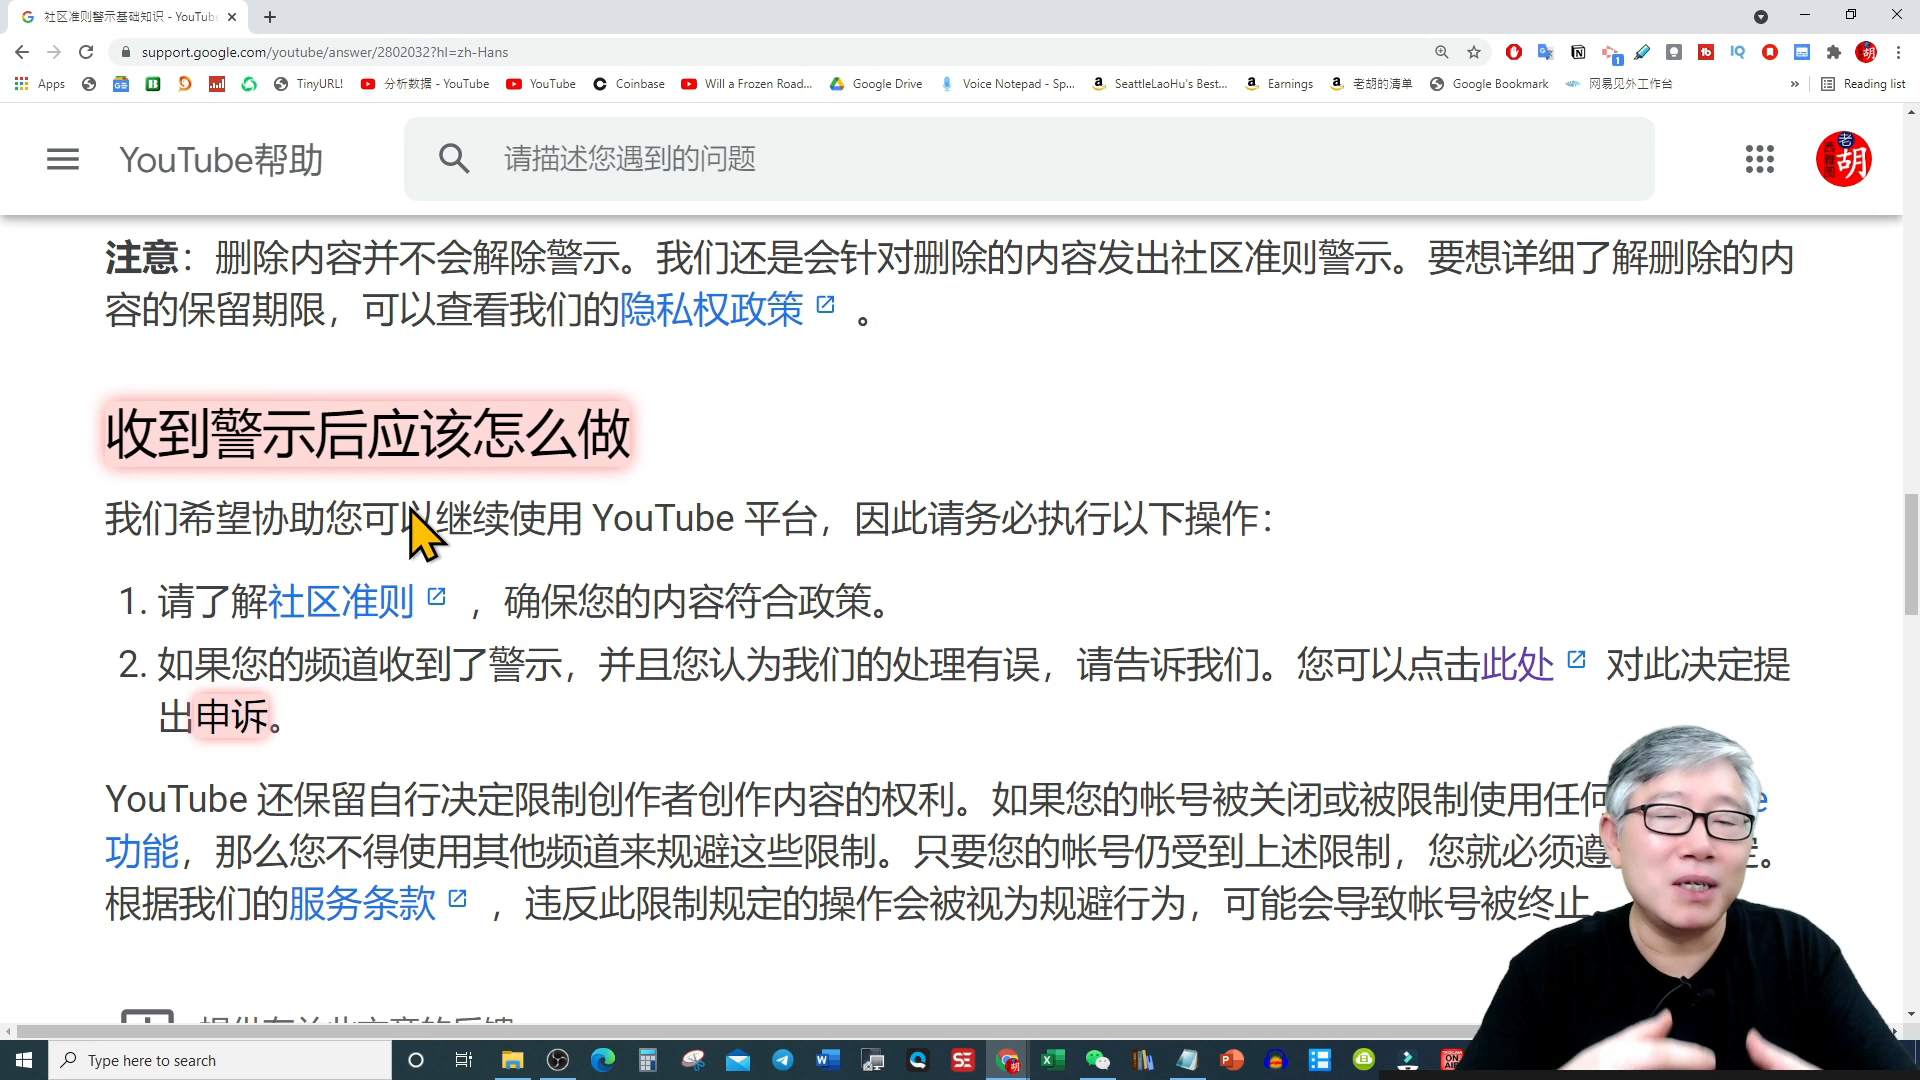 社区准则警示基础知识 - YouTube
support.google.com/youtube/answer/2802032?hl=zh-Hans
Apps
TinyURL!
分析数据 - YouTube
YouTube
Coinbase
Will a Frozen Road...
Google Drive
Voice Notepad - Sp...
SeattleLaoHu's Best...
Earnings
老胡的清单
Google Bookmark
网易见外工作台
Reading list
YouTube帮助
请描述您遇到的问题
老
西雅图
胡
注意：删除内容并不会解除警示。我们还是会针对删除的内容发出社区准则警示。要想详细了解删除的内
容的保留期限，可以查看我们的隐私权政策 。
收到警示后应该怎么做
我们希望协助您可以继续使用 YouTube 平台，因此请务必执行以下操作：
1. 请了解社区准则 ，确保您的内容符合政策。
2. 如果您的频道收到了警示，并且您认为我们的处理有误，请告诉我们。您可以点击此处 对此决定提
出申诉。
YouTube 还保留自行决定限制创作者创作内容的权利。如果您的帐号被关闭或被限制使用任何 e
功能，那么您不得使用其他频道来规避这些限制。只要您的帐号仍受到上述限制，您就必须遵 。
根据我们的服务条款 ，违反此限制规定的操作会被视为规避行为，可能会导致帐号被终止。
Type here to search